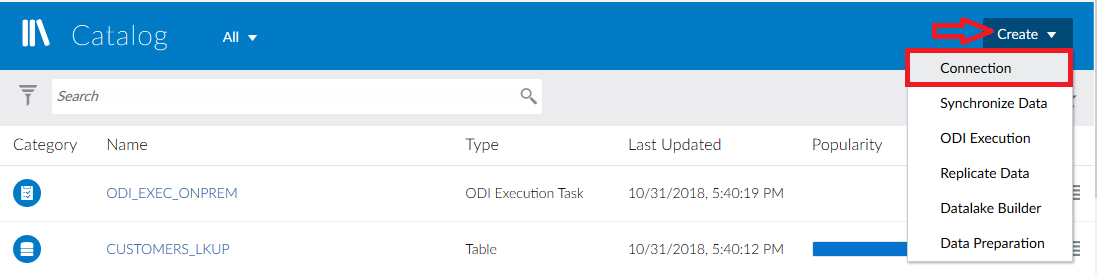 Catalog
All
Create
Connection
Search
Synchronize Data
Category Name Type Last Updated Popularity
ODI Execution
Replicate Data
ODI_EXEC_ONPREM ODI Execution Task 10/31/2018, 5:40:19 PM
Datalake Builder
CUSTOMERS_LKUP Table 10/31/2018, 5:40:12 PM
Data Preparation